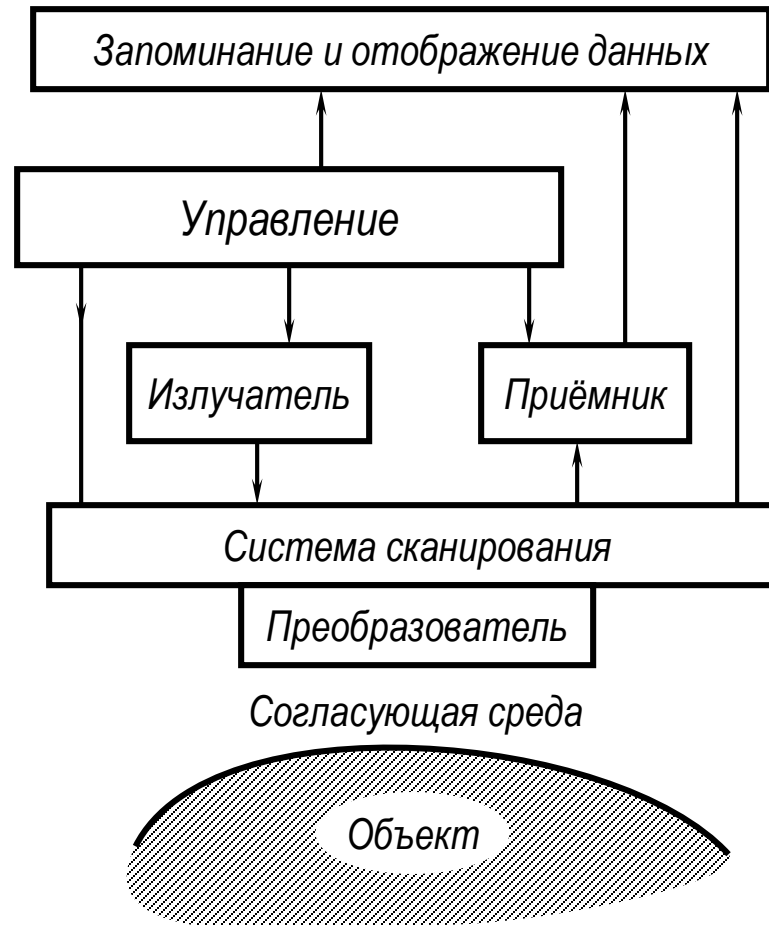 Запоминание и отображение данных
Управление
Излучатель
Приёмник
Система сканирования
Преобразователь
Согласующая среда
Объект